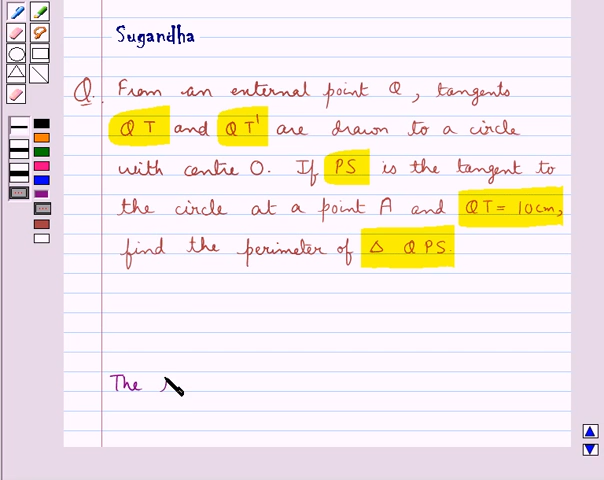 Sugandha
Q. From an external point Q, tangents
QT and QT' are drawn to a circle
with centre O. If PS is the tangent to
the circle at a point A and QT = 10cm,
find the perimeter of Δ QPS.
The